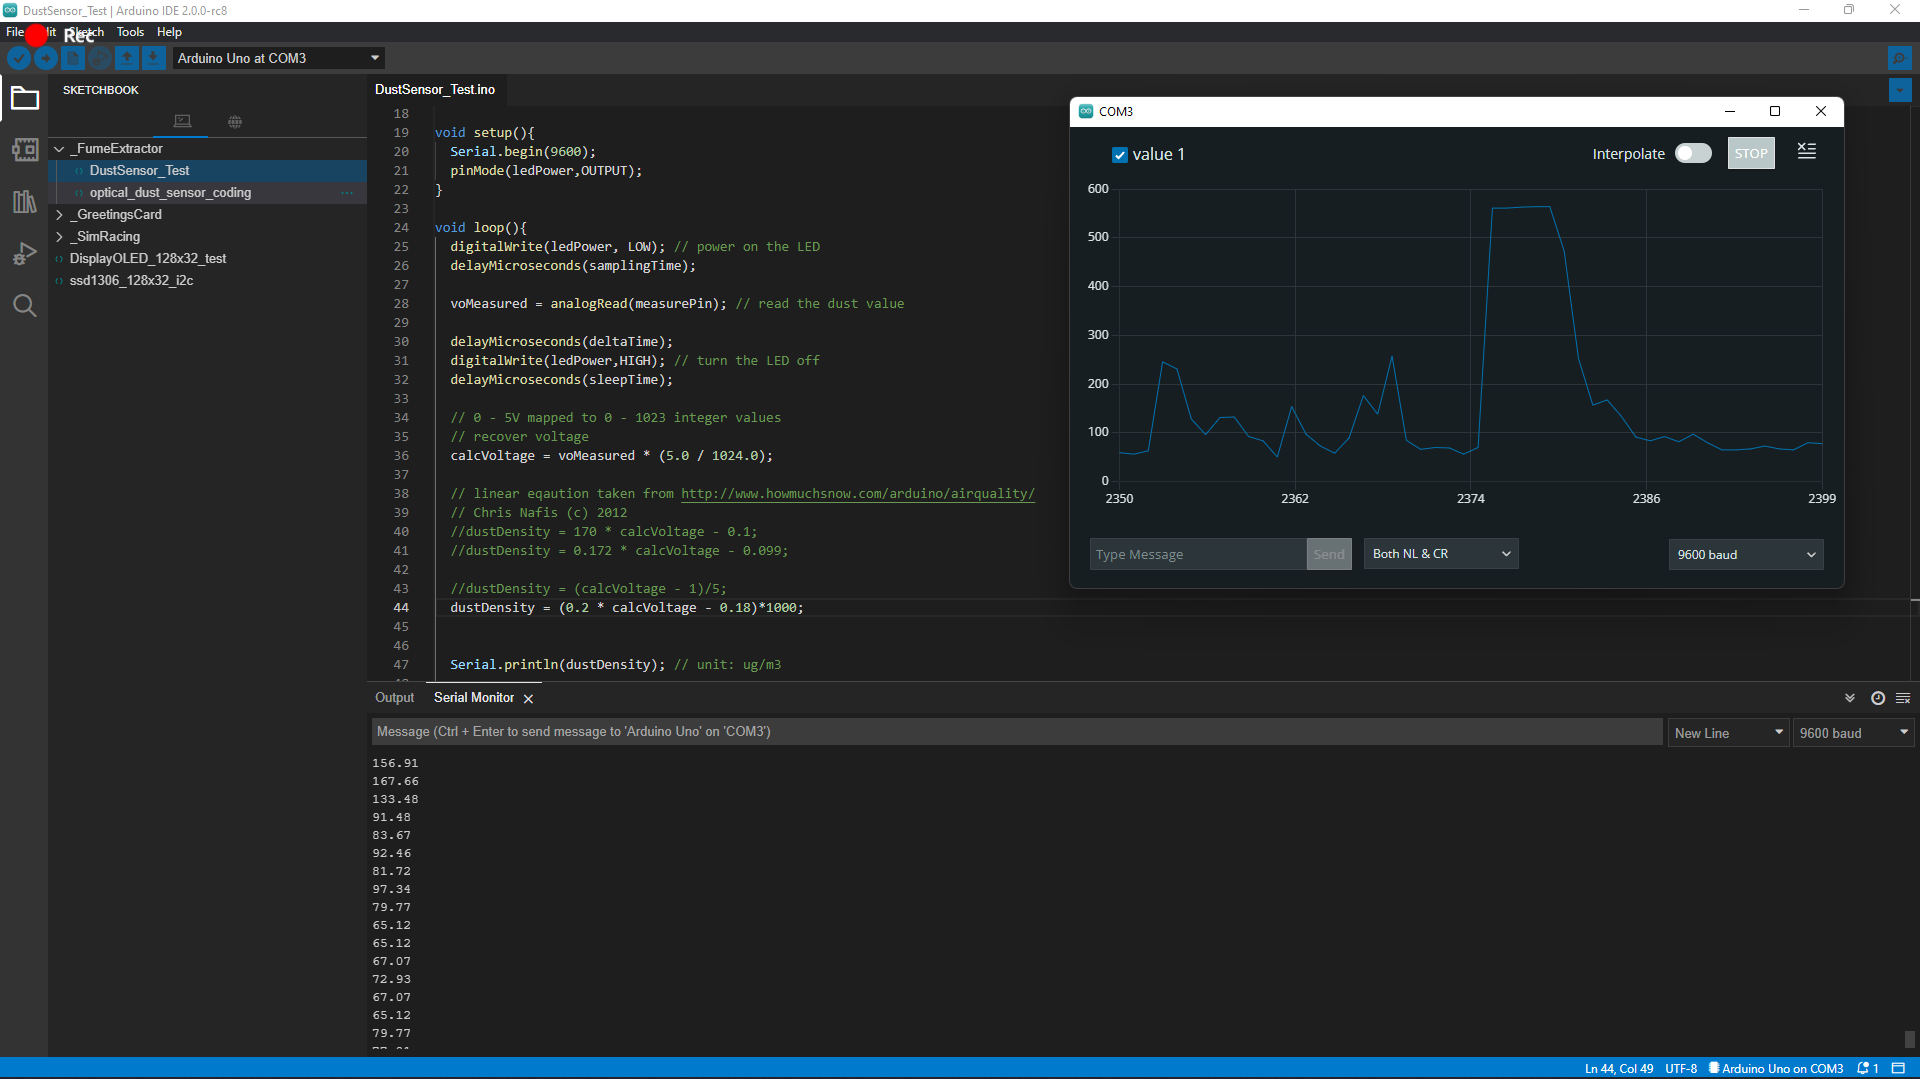 DustSensor_Test | Arduino IDE 2.0.0-rc8
File Edit Sketch Tools Help
Rec
Arduino Uno at COM3
SKETCHBOOK
_FumeExtractor
DustSensor_Test
optical_dust_sensor_coding
_GreetingsCard
_SimRacing
DisplayOLED_128x32_test
ssd1306_128x32_i2c
DustSensor_Test.ino
18
19 void setup(){
20 Serial.begin(9600);
21 pinMode(ledPower,OUTPUT);
22 }
23
24 void loop(){
25 digitalWrite(ledPower, LOW); // power on the LED
26 delayMicroseconds(samplingTime);
27
28 voMeasured = analogRead(measurePin); // read the dust value
29
30 delayMicroseconds(deltaTime);
31 digitalWrite(ledPower,HIGH); // turn the LED off
32 delayMicroseconds(sleepTime);
33
34 // 0 - 5V mapped to 0 - 1023 integer values
35 // recover voltage
36 calcVoltage = voMeasured * (5.0 / 1024.0);
37
38 // linear eqaution taken from http://www.howmuchsnow.com/arduino/airquality/
39 // Chris Nafis (c) 2012
40 //dustDensity = 170 * calcVoltage - 0.1;
41 //dustDensity = 0.172 * calcVoltage - 0.099;
42
43 //dustDensity = (calcVoltage - 1)/5;
44 dustDensity = (0.2 * calcVoltage - 0.18)*1000;
45
46
47 Serial.println(dustDensity); // unit: ug/m3
COM3
value 1
Interpolate STOP
600
500
400
300
200
100
0
2350 2362 2374 2386 2399
Type Message Send Both NL & CR 9600 baud
Output Serial Monitor
Message (Ctrl + Enter to send message to 'Arduino Uno' on 'COM3') New Line 9600 baud
156.91
167.66
133.48
91.48
83.67
92.46
81.72
97.34
79.77
65.12
65.12
67.07
72.93
67.07
65.12
79.77
Ln 44, Col 49 UTF-8 Arduino Uno on COM3 1